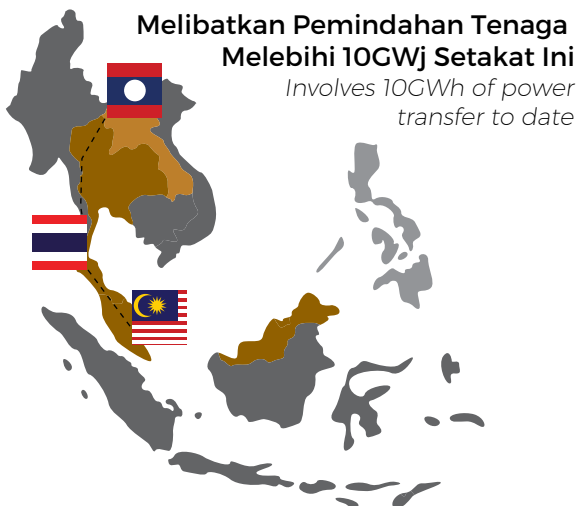 Melibatkan Pemindahan Tenaga
Melebihi 10GWj Setakat Ini
Involves 10GWh of power
transfer to date